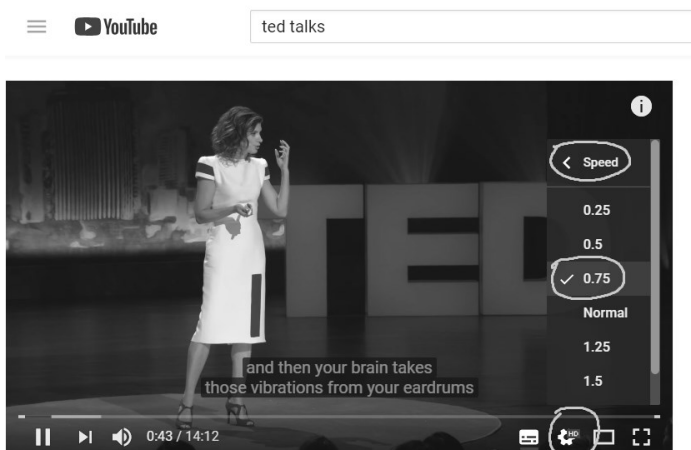 YouTube
ted talks
i
Speed
0.25
0.5
0.75
Normal
1.25
1.5
TED
and then your brain takes
those vibrations from your eardrums
0:43 / 14:12
HD